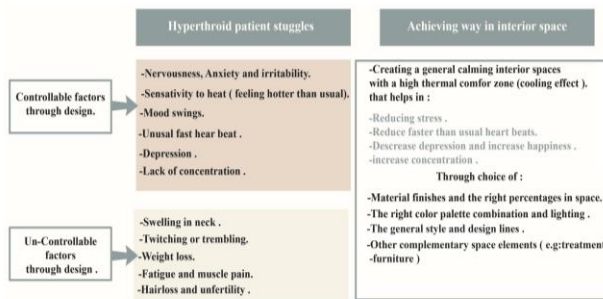 Hyperthroid patient stuggles
Achieving way in interior space
Controllable factors
through design.
-Nervousness, Anxiety and irritability.
-Sensativity to heat ( feeling hotter than usual).
-Mood swings.
-Unusual fast hear beat .
-Depression .
-Lack of concentration .
Un-Controllable
factors
through design .
-Swelling in neck .
-Twitching or trembling.
-Weight loss.
-Fatigue and muscle pain.
-Hairloss and unfertility .
-Creating a general calming interior spaces
with a high thermal comfor zone (cooling effect ).
that helps in :
-Reducing stress .
-Reduce faster than usual heart beats.
-Descrease depression and increase happiness .
-increase concentration .
Through choice of :
-Material finishes and the right percentages in space.
-The right color palette combination and lighting .
-The general style and design lines .
-Other complementary space elements ( e.g:treatment
-furniture )